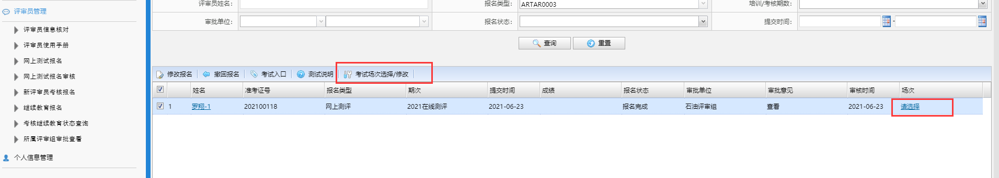 评审员管理
评审员信息核对
评审员使用手册
网上测试报名
网上测试报名审核
新评审员考核报名
继续教育报名
考核继续教育状态查询
所属评审组审批查看
个人信息管理
评审员姓名: 报名类型: ARTAR0003 培训/考核期数:
审批单位: 报名状态: 提交时间: -
查询 重置
修改报名 撤回报名 考试入口 测试说明 考试场次选择/修改
姓名 准考证号 报名类型 期次 提交时间 成绩 报名状态 审批单位 审批意见 审核时间 场次
1 罗翔-1 202100118 网上测评 2021在线测评 2021-06-23 报名完成 石油评审组 查看 2021-06-23 请选择